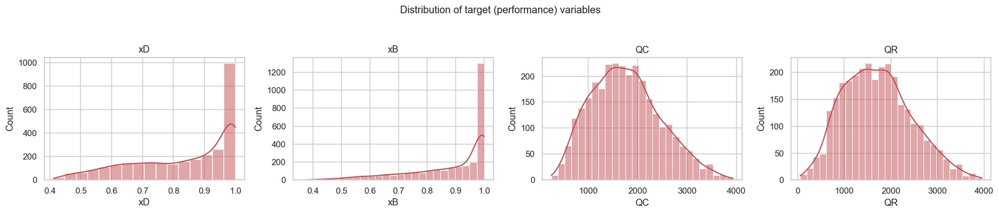 Distribution of target (performance) variables
xD
Count
1000
800
600
400
200
0
0.4 0.5 0.6 0.7 0.8 0.9 1.0
xD
xB
Count
1200
1000
800
600
400
200
0
0.4 0.5 0.6 0.7 0.8 0.9 1.0
xB
QC
Count
200
150
100
50
0
1000 2000 3000 4000
QC
QR
Count
200
150
100
50
0
0 1000 2000 3000 4000
QR